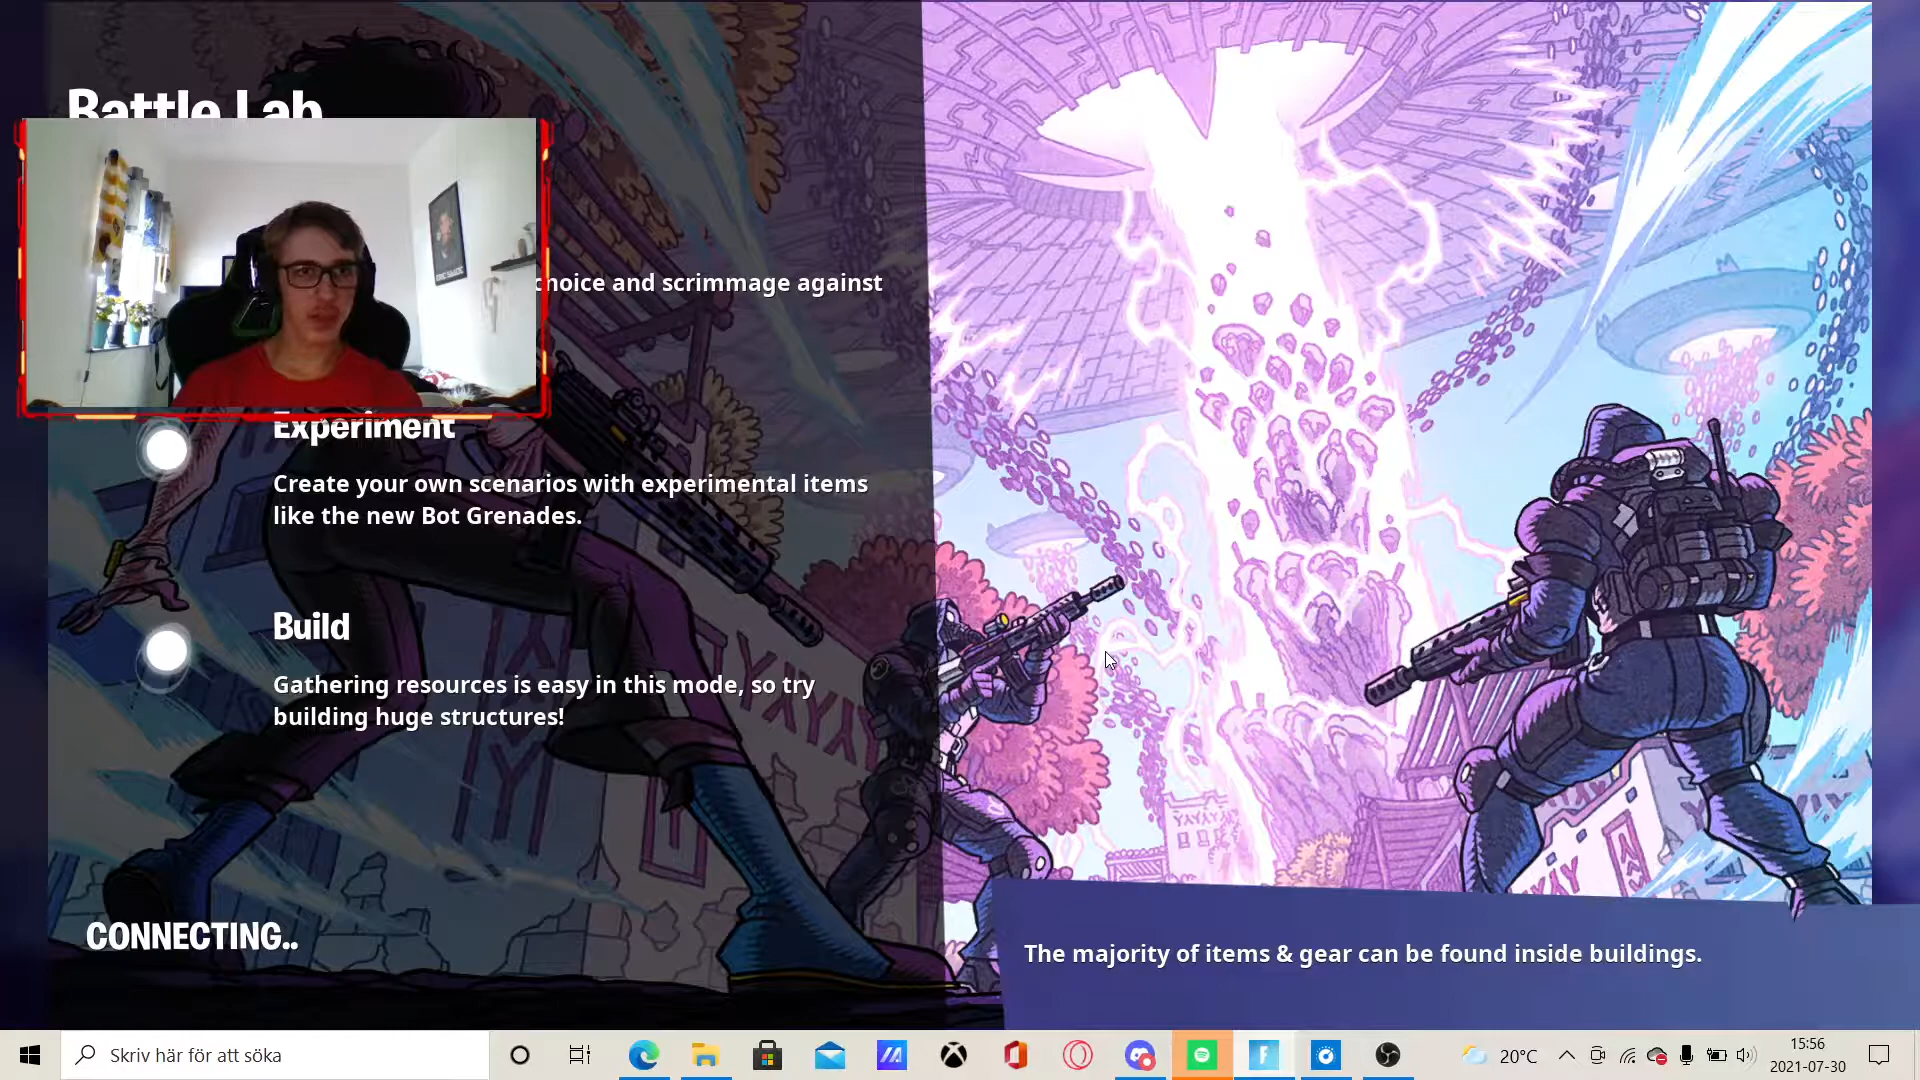 Battle Lab
choice and scrimmage against
Experiment
Create your own scenarios with experimental items
like the new Bot Grenades.
Build
Gathering resources is easy in this mode, so try
building huge structures!
CONNECTING..
The majority of items & gear can be found inside buildings.
Skriv här för att söka
20°C
15:56
2021-07-30